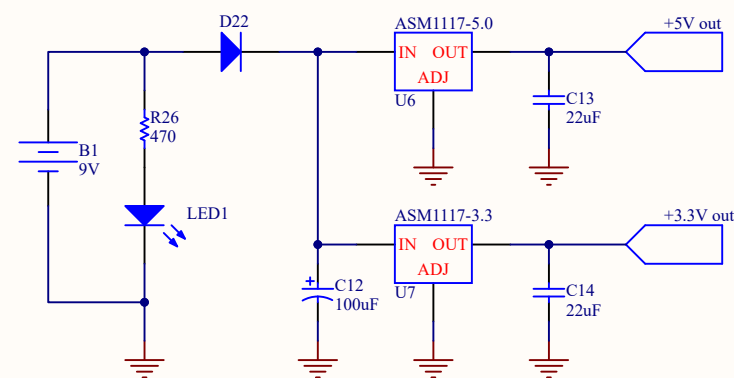 D22
ASM1117-5.0
+5V out
IN OUT
ADJ
U6
C13
22uF
R26
470
B1
9V
LED1
ASM1117-3.3
+3.3V out
IN OUT
ADJ
U7
+
C12
100uF
C14
22uF